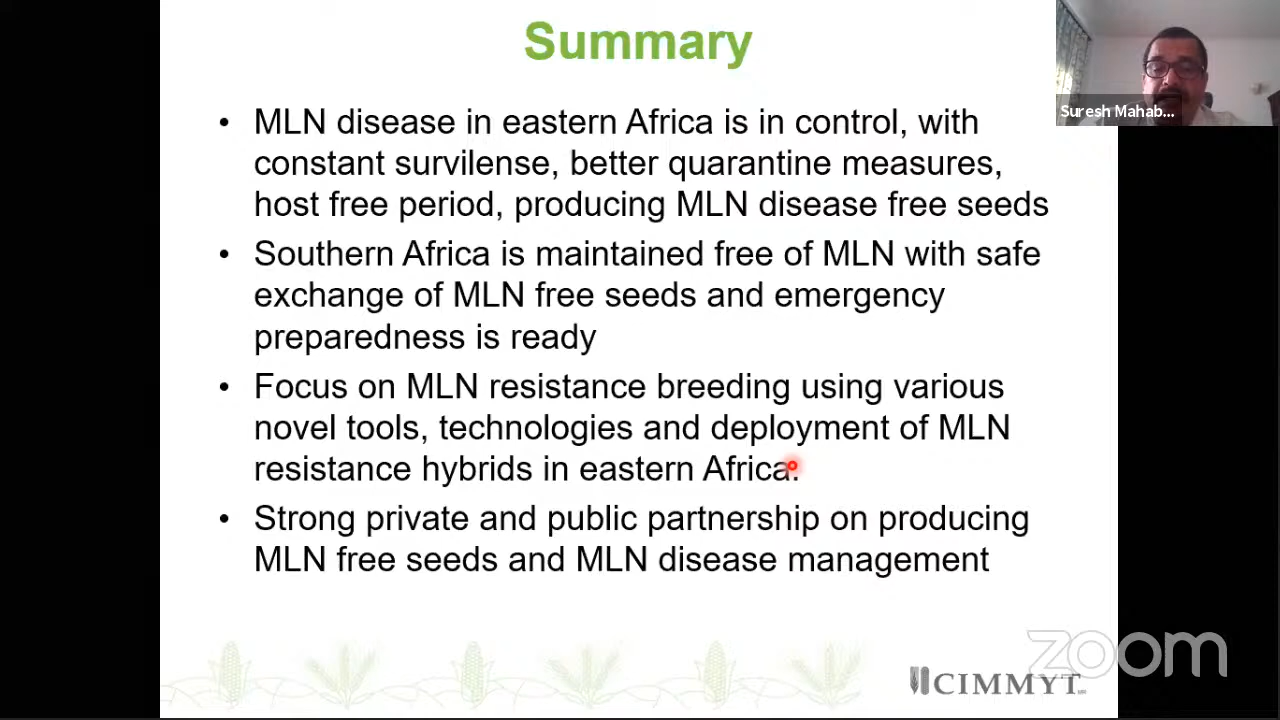 Summary
Suresh Mahab...
• MLN disease in eastern Africa is in control, with
constant survilense, better quarantine measures,
host free period, producing MLN disease free seeds
• Southern Africa is maintained free of MLN with safe
exchange of MLN free seeds and emergency
preparedness is ready
• Focus on MLN resistance breeding using various
novel tools, technologies and deployment of MLN
resistance hybrids in eastern Africa.
• Strong private and public partnership on producing
MLN free seeds and MLN disease management
zoom
CIMMYT